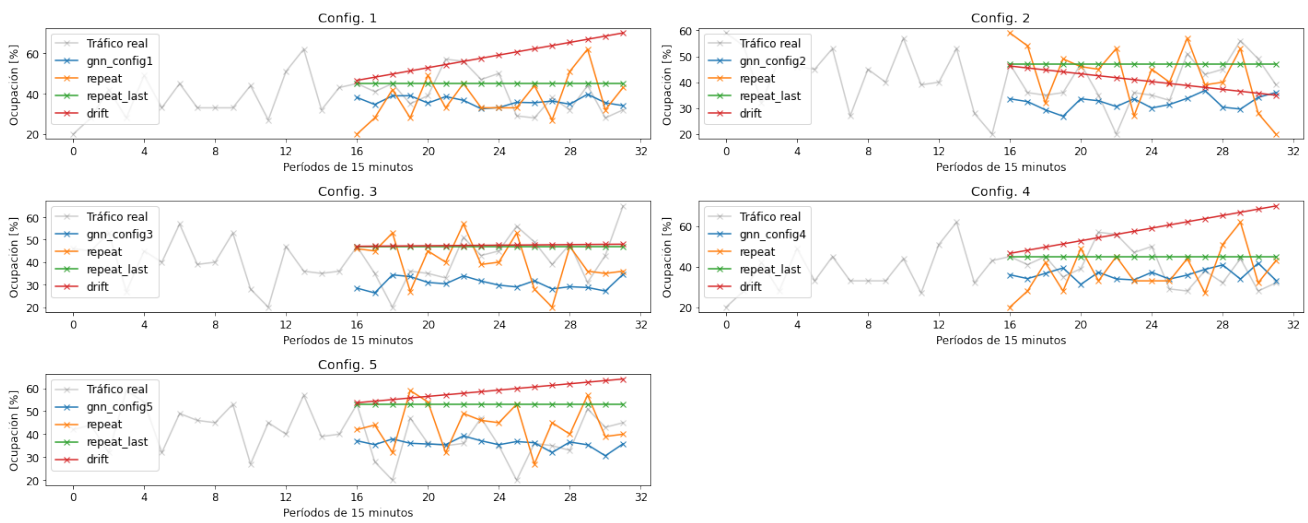 Config. 1
Ocupación [%]
60
40
20
Tráfico real
gnn_config1
repeat
repeat_last
drift
0 4 8 12 16 20 24 28 32
Períodos de 15 minutos
Config. 2
Ocupación [%]
60
50
40
30
20
Tráfico real
gnn_config2
repeat
repeat_last
drift
0 4 8 12 16 20 24 28 32
Períodos de 15 minutos
Config. 3
Ocupación [%]
60
50
40
30
20
Tráfico real
gnn_config3
repeat
repeat_last
drift
0 4 8 12 16 20 24 28 32
Períodos de 15 minutos
Config. 4
Ocupación [%]
60
40
20
Tráfico real
gnn_config4
repeat
repeat_last
drift
0 4 8 12 16 20 24 28 32
Períodos de 15 minutos
Config. 5
Ocupación [%]
60
50
40
30
20
Tráfico real
gnn_config5
repeat
repeat_last
drift
0 4 8 12 16 20 24 28 32
Períodos de 15 minutos